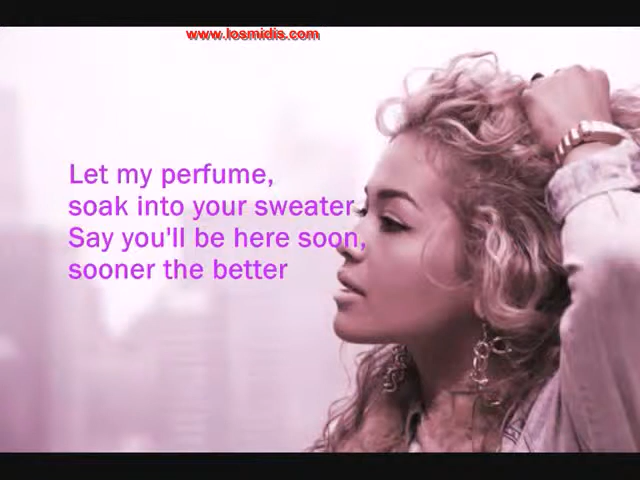 www.losmidis.com
Let my perfume,
soak into your sweater,
Say you'll be here soon,
sooner the better